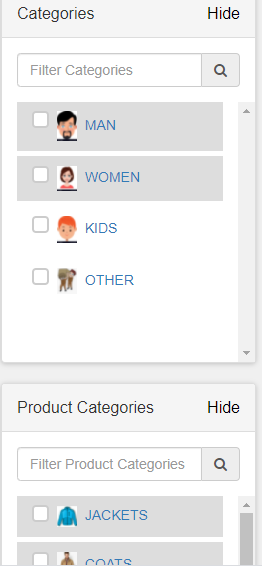 Categories Hide
Filter Categories
MAN
WOMEN
KIDS
OTHER
Product Categories Hide
Filter Product Categories
JACKETS
COATS